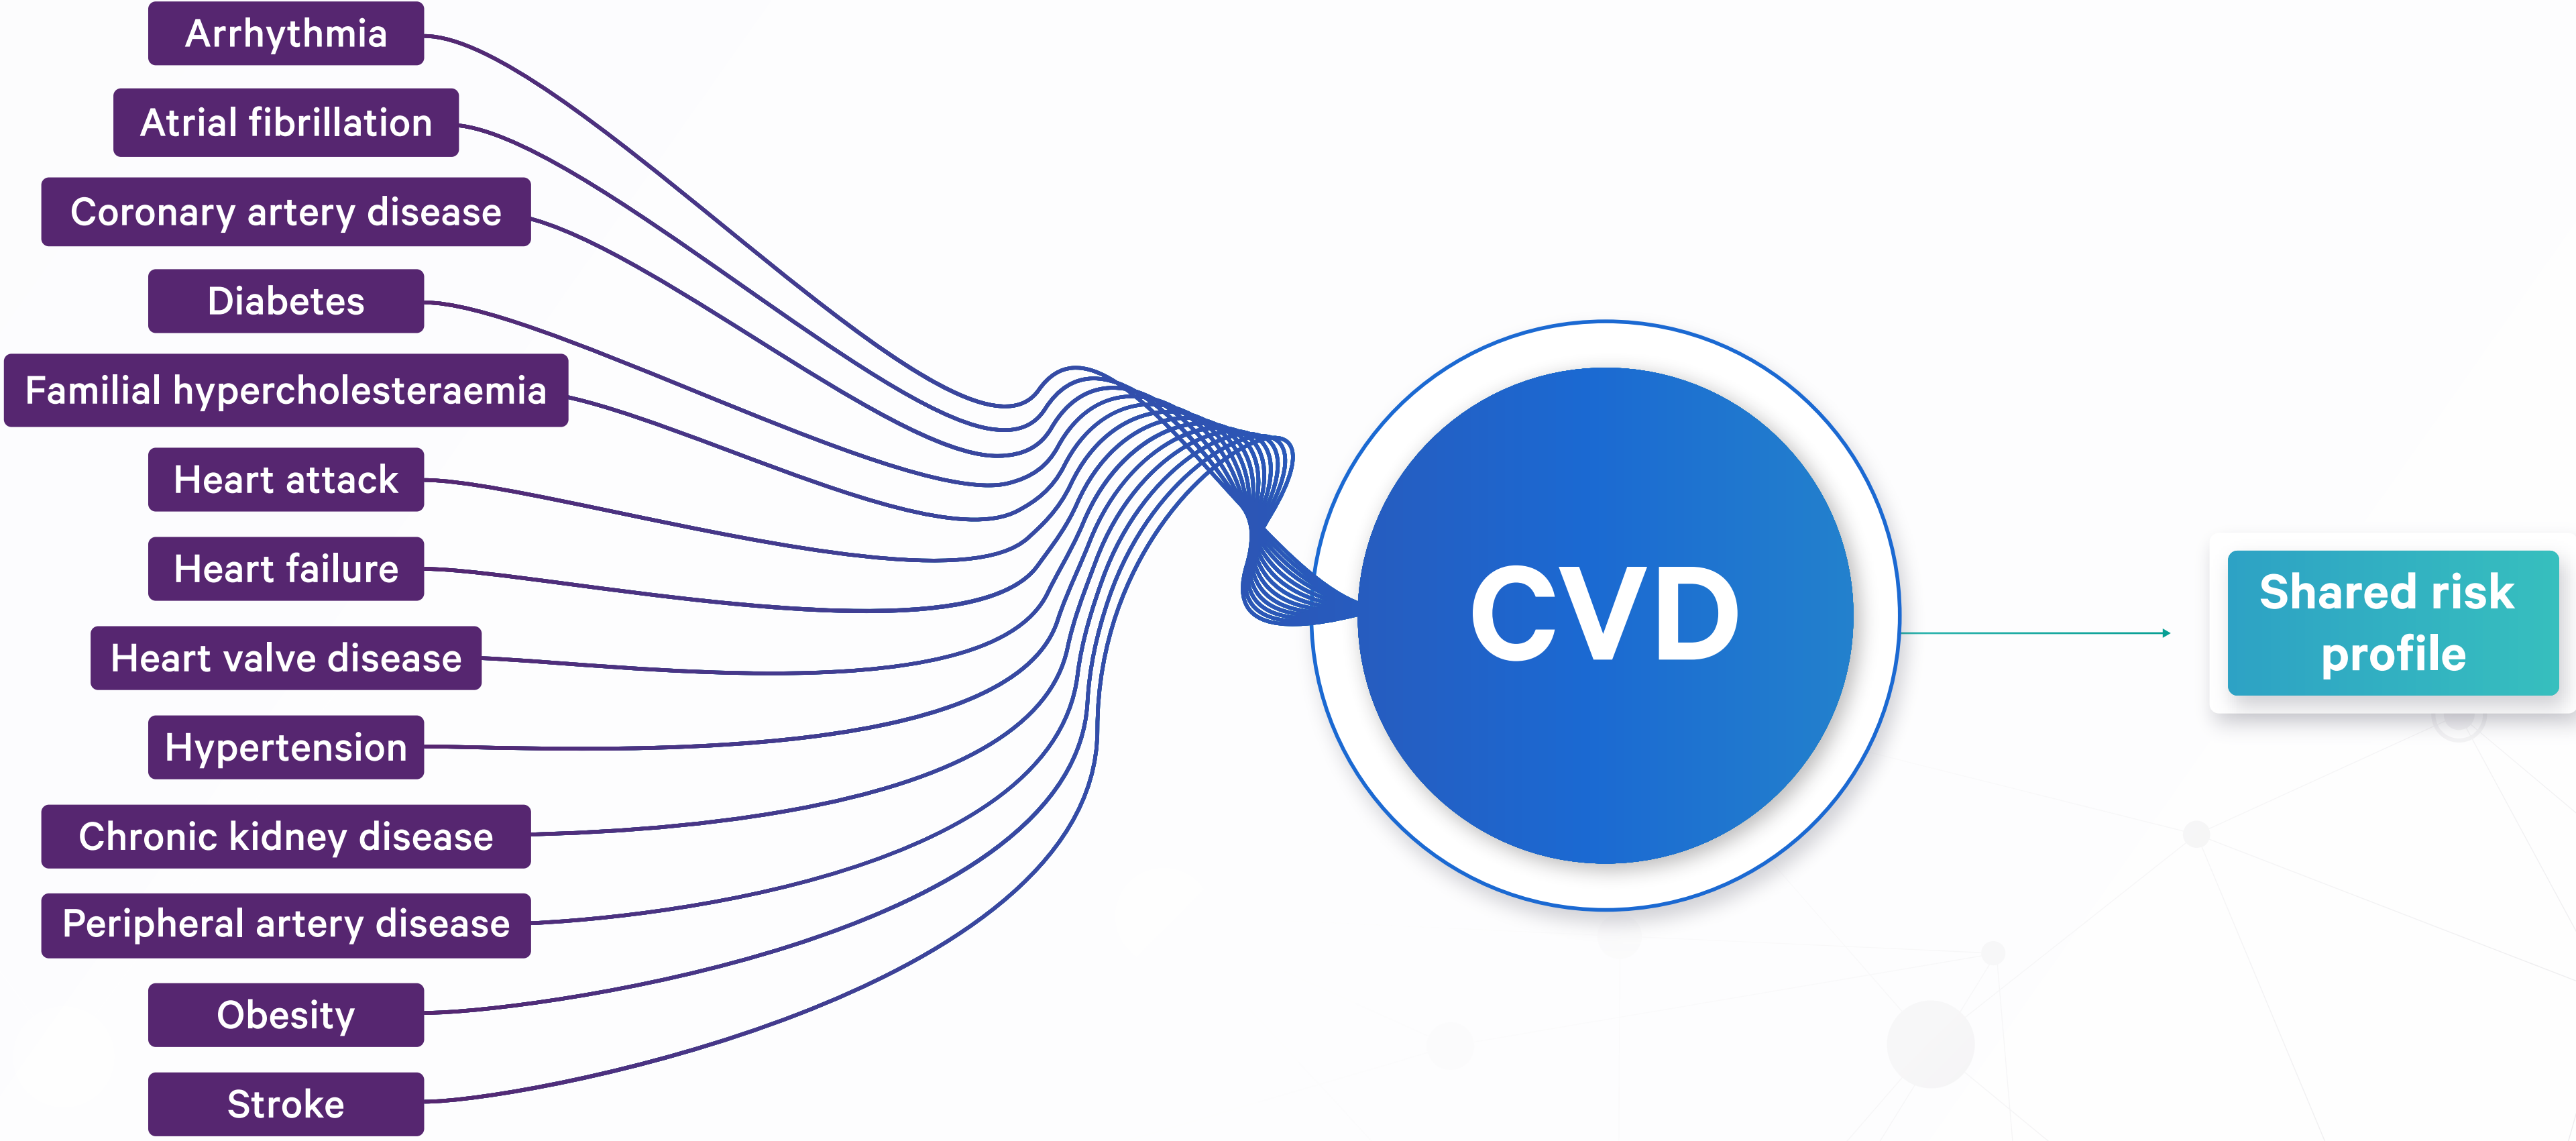 Arrhythmia
Atrial fibrillation
Coronary artery disease
Diabetes
Familial hypercholesteraemia
Heart attack
Heart failure
Heart valve disease
Hypertension
Chronic kidney disease
Peripheral artery disease
Obesity
Stroke
CVD
Shared risk
profile